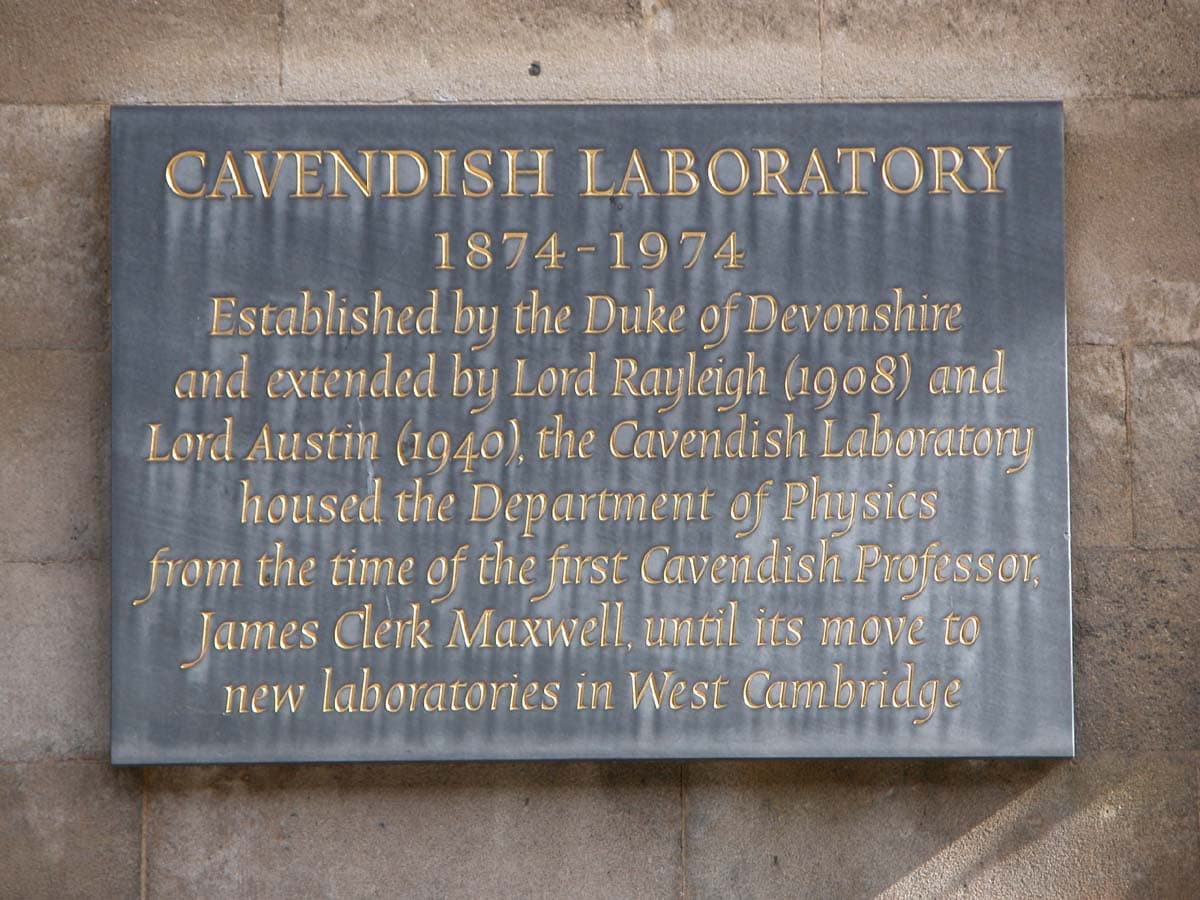 CAVENDISH LABORATORY
1874-1974
Established by the Duke of Devonshire
and extended by Lord Rayleigh (1908) and
Lord Austin (1940), the Cavendish Laboratory
housed the Department of Physics
from the time of the first Cavendish Professor,
James Clerk Maxwell, until its move to
new laboratories in West Cambridge